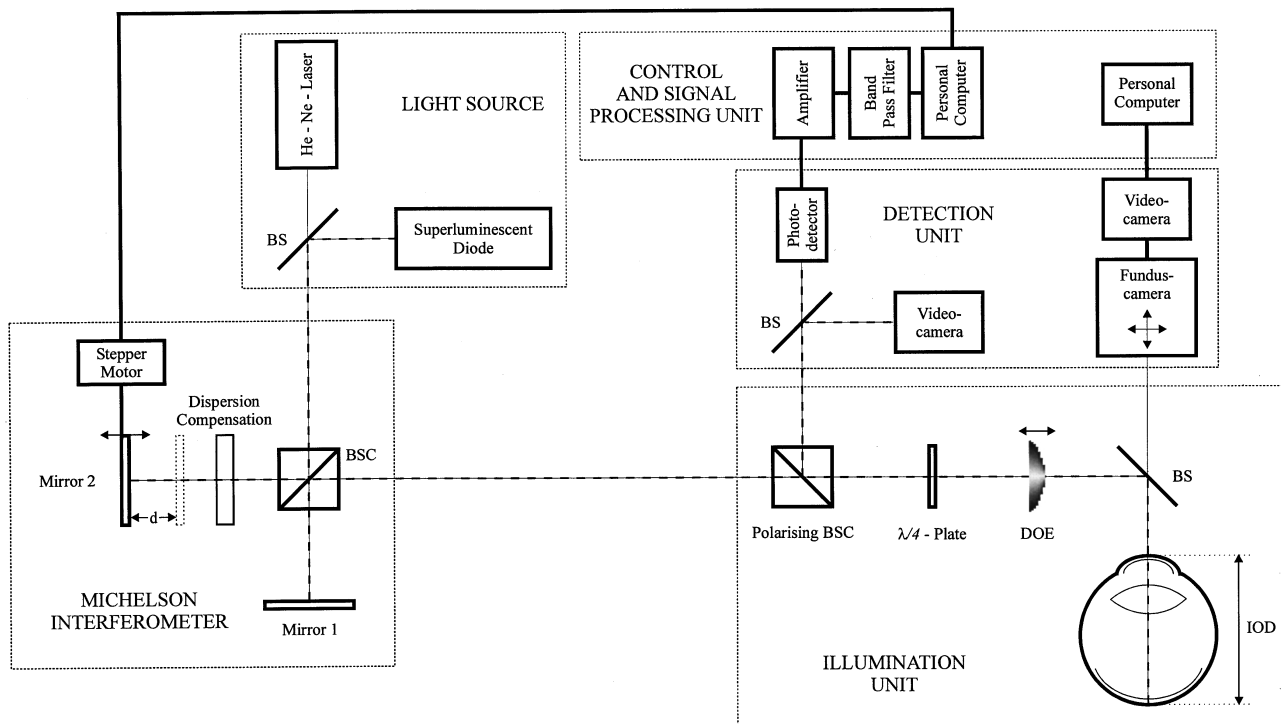 He - Ne - Laser
LIGHT SOURCE
BS
Superluminescent
Diode
CONTROL
AND SIGNAL
PROCESSING UNIT
Amplifier
Band
Pass Filter
Personal
Computer
Personal
Computer
Photo-
detector
DETECTION
UNIT
Video-
camera
Fundus-
camera
BS
Video-
camera
Stepper
Motor
Dispersion
Compensation
BSC
Mirror 2
d
MICHELSON
INTERFEROMETER
Mirror 1
Polarising BSC
λ/4 - Plate
DOE
BS
IOD
ILLUMINATION
UNIT